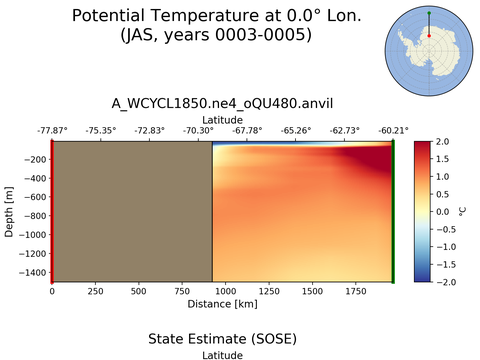 Potential Temperature at 0.0° Lon.
(JAS, years 0003-0005)
A_WCYCL1850.ne4_oQU480.anvil
Latitude
-77.87° -75.35° -72.83° -70.30° -67.78° -65.26° -62.73° -60.21°
Depth [m]
−200
−400
−600
−800
−1000
−1200
−1400
0 250 500 750 1000 1250 1500 1750
Distance [km]
2.0
1.5
1.0
0.5
0.0
−0.5
−1.0
−1.5
−2.0
°C
State Estimate (SOSE)
Latitude